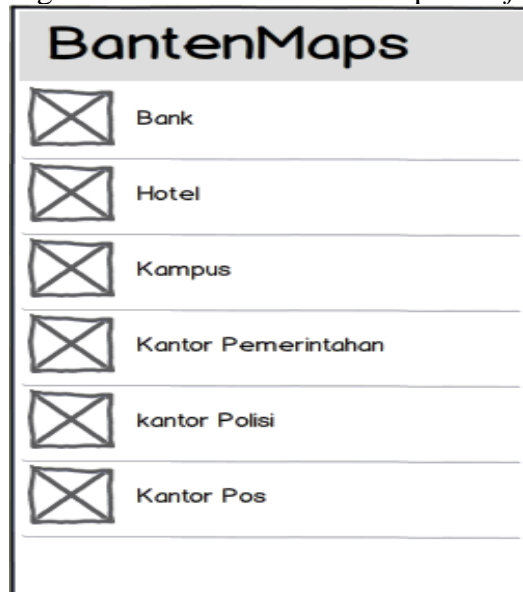 BantenMaps
Bank
Hotel
Kampus
Kantor Pemerintahan
kantor Polisi
Kantor Pos